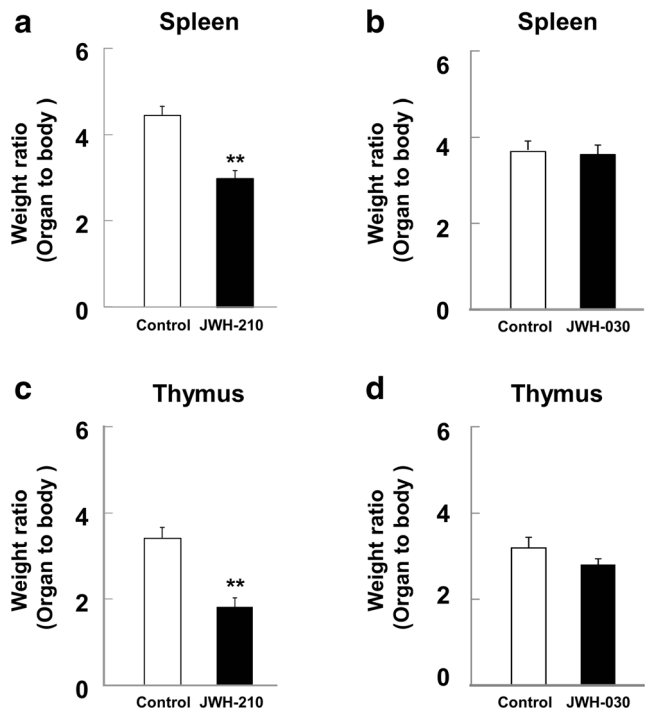 a
Spleen
Weight ratio
(Organ to body )
6
4
2
0
**
Control JWH-210
b
Spleen
Weight ratio
(Organ to body )
6
4
2
0
Control JWH-030
c
Thymus
Weight ratio
(Organ to body )
6
4
2
0
**
Control JWH-210
d
Thymus
Weight ratio
(Organ to body )
6
4
2
0
Control JWH-030